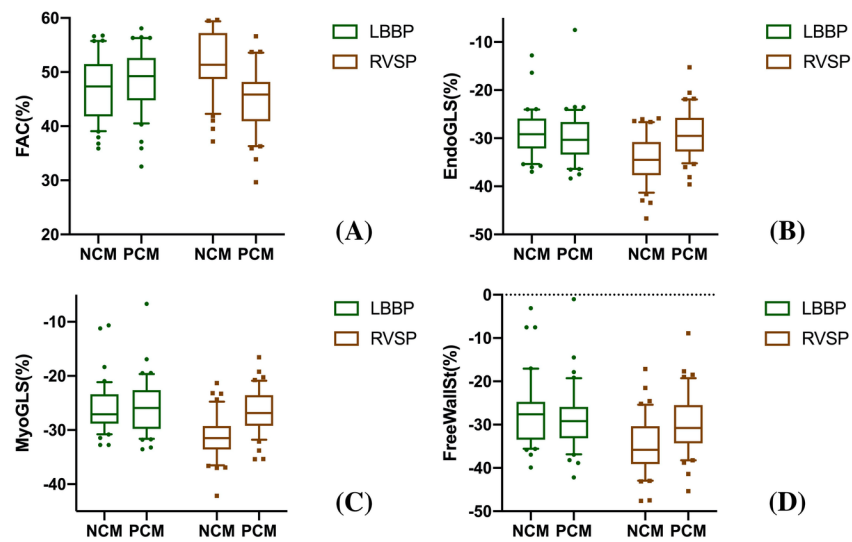 60
50
40
30
20
FAC(%)
NCM PCM NCM PCM
LBBP
RVSP
(A)
-10
-20
-30
-40
-50
EndoGLS(%)
NCM PCM NCM PCM
LBBP
RVSP
(B)
-10
-20
-30
-40
MyoGLS(%)
NCM PCM NCM PCM
LBBP
RVSP
(C)
0
-10
-20
-30
-40
-50
FreeWallSt(%)
NCM PCM NCM PCM
LBBP
RVSP
(D)